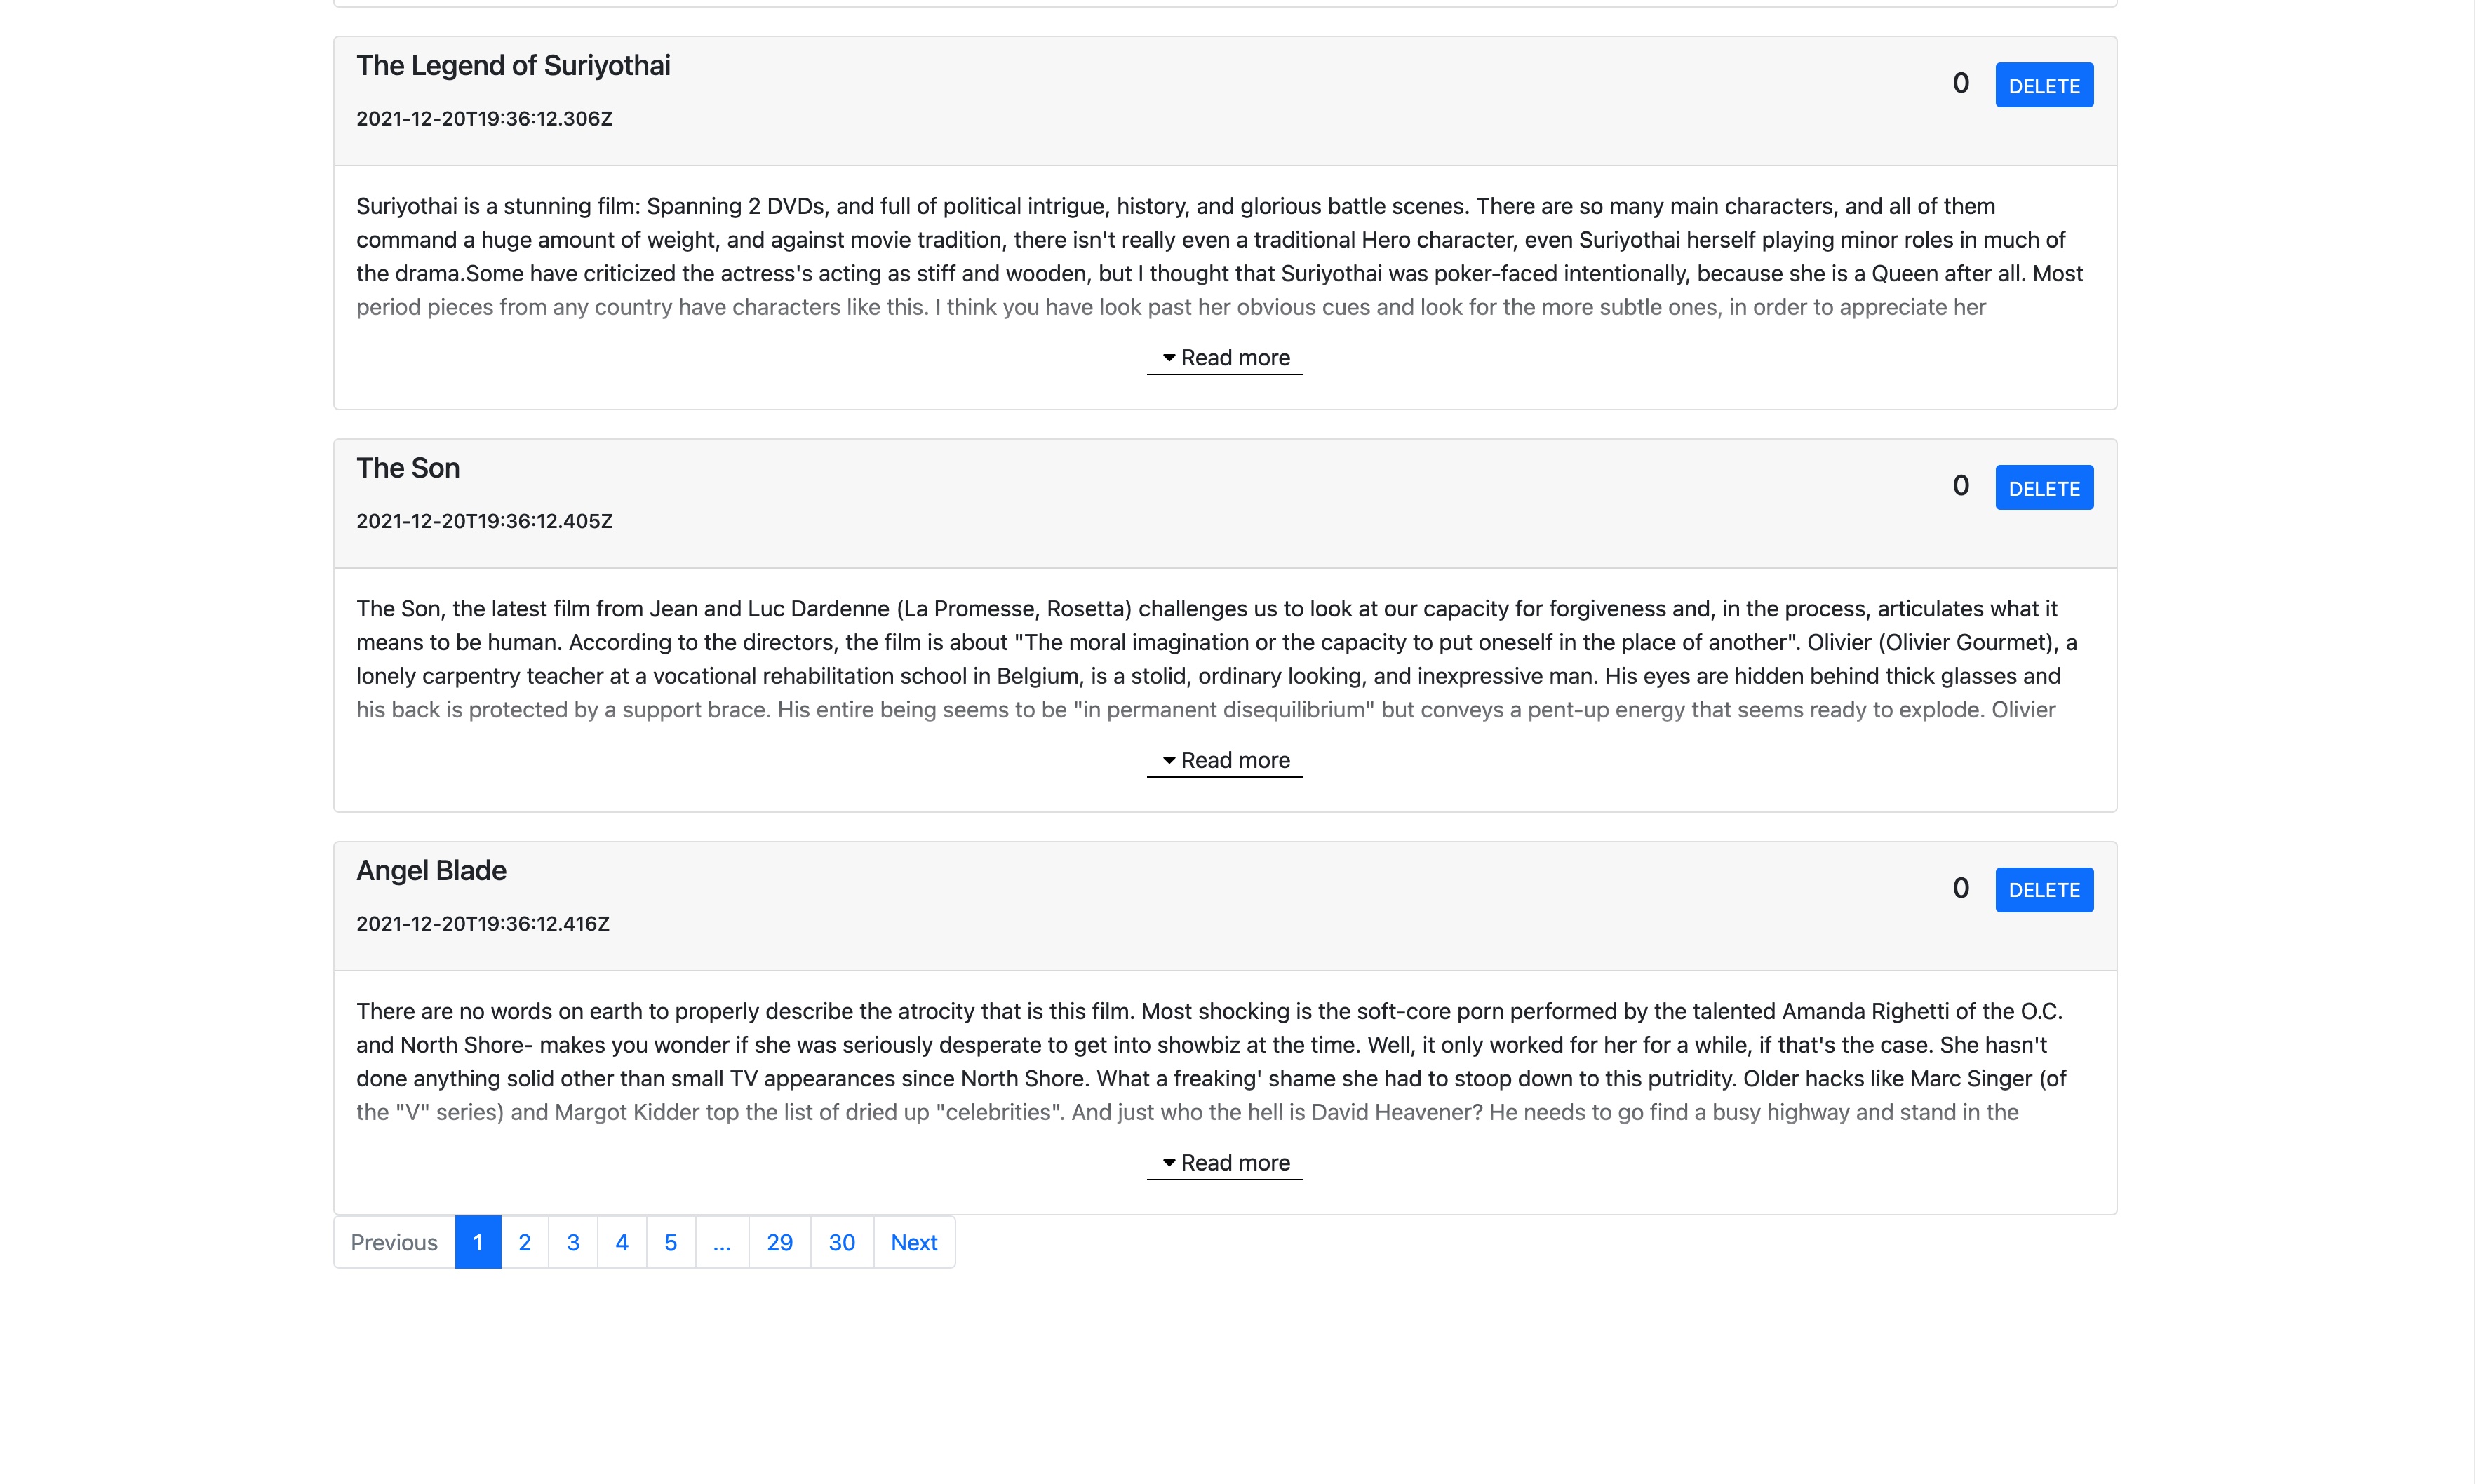 The Legend of Suriyothai
0 DELETE
2021-12-20T19:36:12.306Z
Suriyothai is a stunning film: Spanning 2 DVDs, and full of political intrigue, history, and glorious battle scenes. There are so many main characters, and all of them
command a huge amount of weight, and against movie tradition, there isn't really even a traditional Hero character, even Suriyothai herself playing minor roles in much of
the drama.Some have criticized the actress's acting as stiff and wooden, but I thought that Suriyothai was poker-faced intentionally, because she is a Queen after all. Most
period pieces from any country have characters like this. I think you have look past her obvious cues and look for the more subtle ones, in order to appreciate her
Read more
The Son
0 DELETE
2021-12-20T19:36:12.405Z
The Son, the latest film from Jean and Luc Dardenne (La Promesse, Rosetta) challenges us to look at our capacity for forgiveness and, in the process, articulates what it
means to be human. According to the directors, the film is about "The moral imagination or the capacity to put oneself in the place of another". Olivier (Olivier Gourmet), a
lonely carpentry teacher at a vocational rehabilitation school in Belgium, is a stolid, ordinary looking, and inexpressive man. His eyes are hidden behind thick glasses and
his back is protected by a support brace. His entire being seems to be "in permanent disequilibrium" but conveys a pent-up energy that seems ready to explode. Olivier
Read more
Angel Blade
0 DELETE
2021-12-20T19:36:12.416Z
There are no words on earth to properly describe the atrocity that is this film. Most shocking is the soft-core porn performed by the talented Amanda Righetti of the O.C.
and North Shore- makes you wonder if she was seriously desperate to get into showbiz at the time. Well, it only worked for her for a while, if that's the case. She hasn't
done anything solid other than small TV appearances since North Shore. What a freaking' shame she had to stoop down to this putridity. Older hacks like Marc Singer (of
the "V" series) and Margot Kidder top the list of dried up "celebrities". And just who the hell is David Heavener? He needs to go find a busy highway and stand in the
Read more
Previous 1 2 3 4 5 ... 29 30 Next